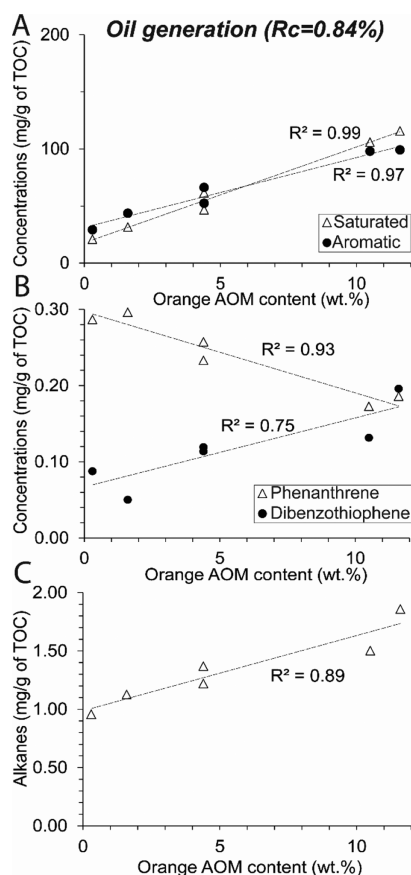 A
Oil generation (Rc=0.84%)
Concentrations (mg/g of TOC)
200
100
0
R² = 0.99
R² = 0.97
△ Saturated
● Aromatic
0 5 10
Orange AOM content (wt.%)
B
Concentrations (mg/g of TOC)
0.30
0.20
0.10
0.00
R² = 0.93
R² = 0.75
△ Phenanthrene
● Dibenzothiophene
0 5 10
Orange AOM content (wt.%)
C
Alkanes (mg/g of TOC)
2.00
1.50
1.00
0.50
0.00
R² = 0.89
0 5 10
Orange AOM content (wt.%)